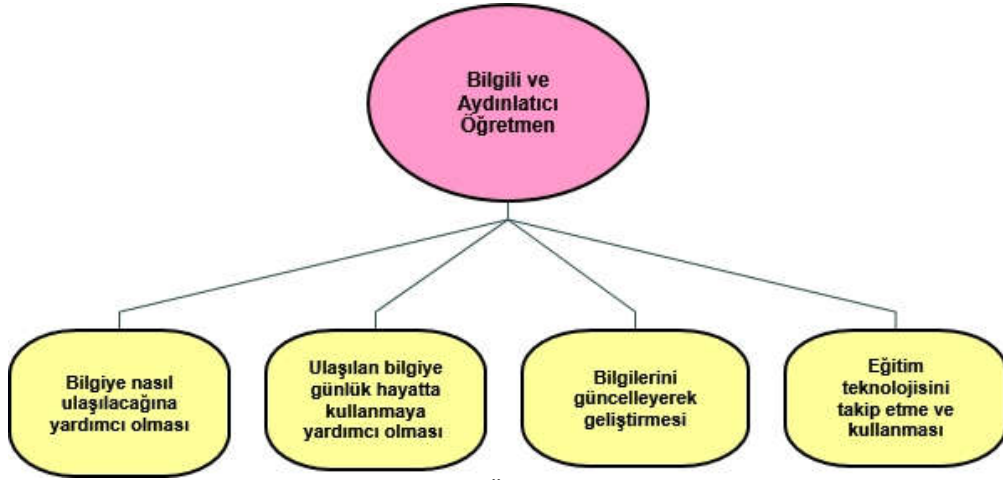 Bilgili ve
Aydınlatıcı
Öğretmen
Bilgiye nasıl
ulaşılacağına
yardımcı olması
Ulaşılan bilgiye
günlük hayatta
kullanmaya
yardımcı olması
Bilgilerini
güncelleyerek
geliştirmesi
Eğitim
teknolojisini
takip etme ve
kullanması